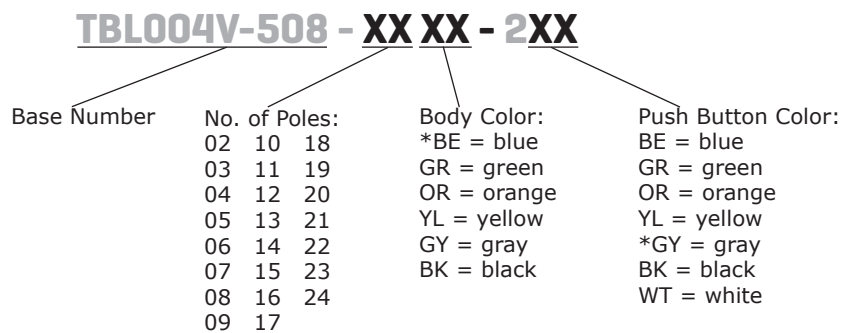 TBL004V-508 - XX XX - 2XX
Base Number
No. of Poles:
02 10 18
03 11 19
04 12 20
05 13 21
06 14 22
07 15 23
08 16 24
09 17
Body Color:
*BE = blue
GR = green
OR = orange
YL = yellow
GY = gray
BK = black
Push Button Color:
BE = blue
GR = green
OR = orange
YL = yellow
*GY = gray
BK = black
WT = white